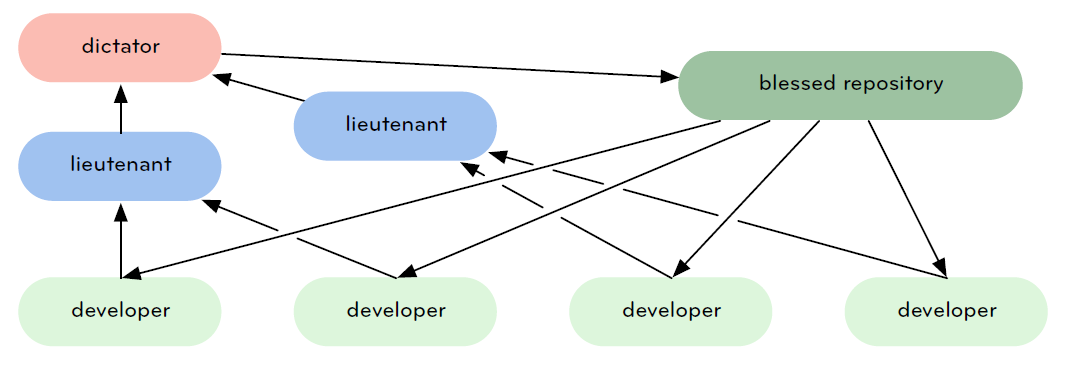 dictator
blessed repository
lieutenant
lieutenant
developer
developer
developer
developer